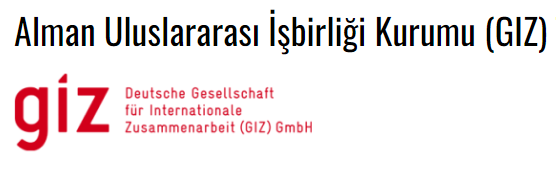 Alman Uluslararası İşbirliği Kurumu (GIZ)
giz
Deutsche Gesellschaft
für Internationale
Zusammenarbeit (GIZ) GmbH